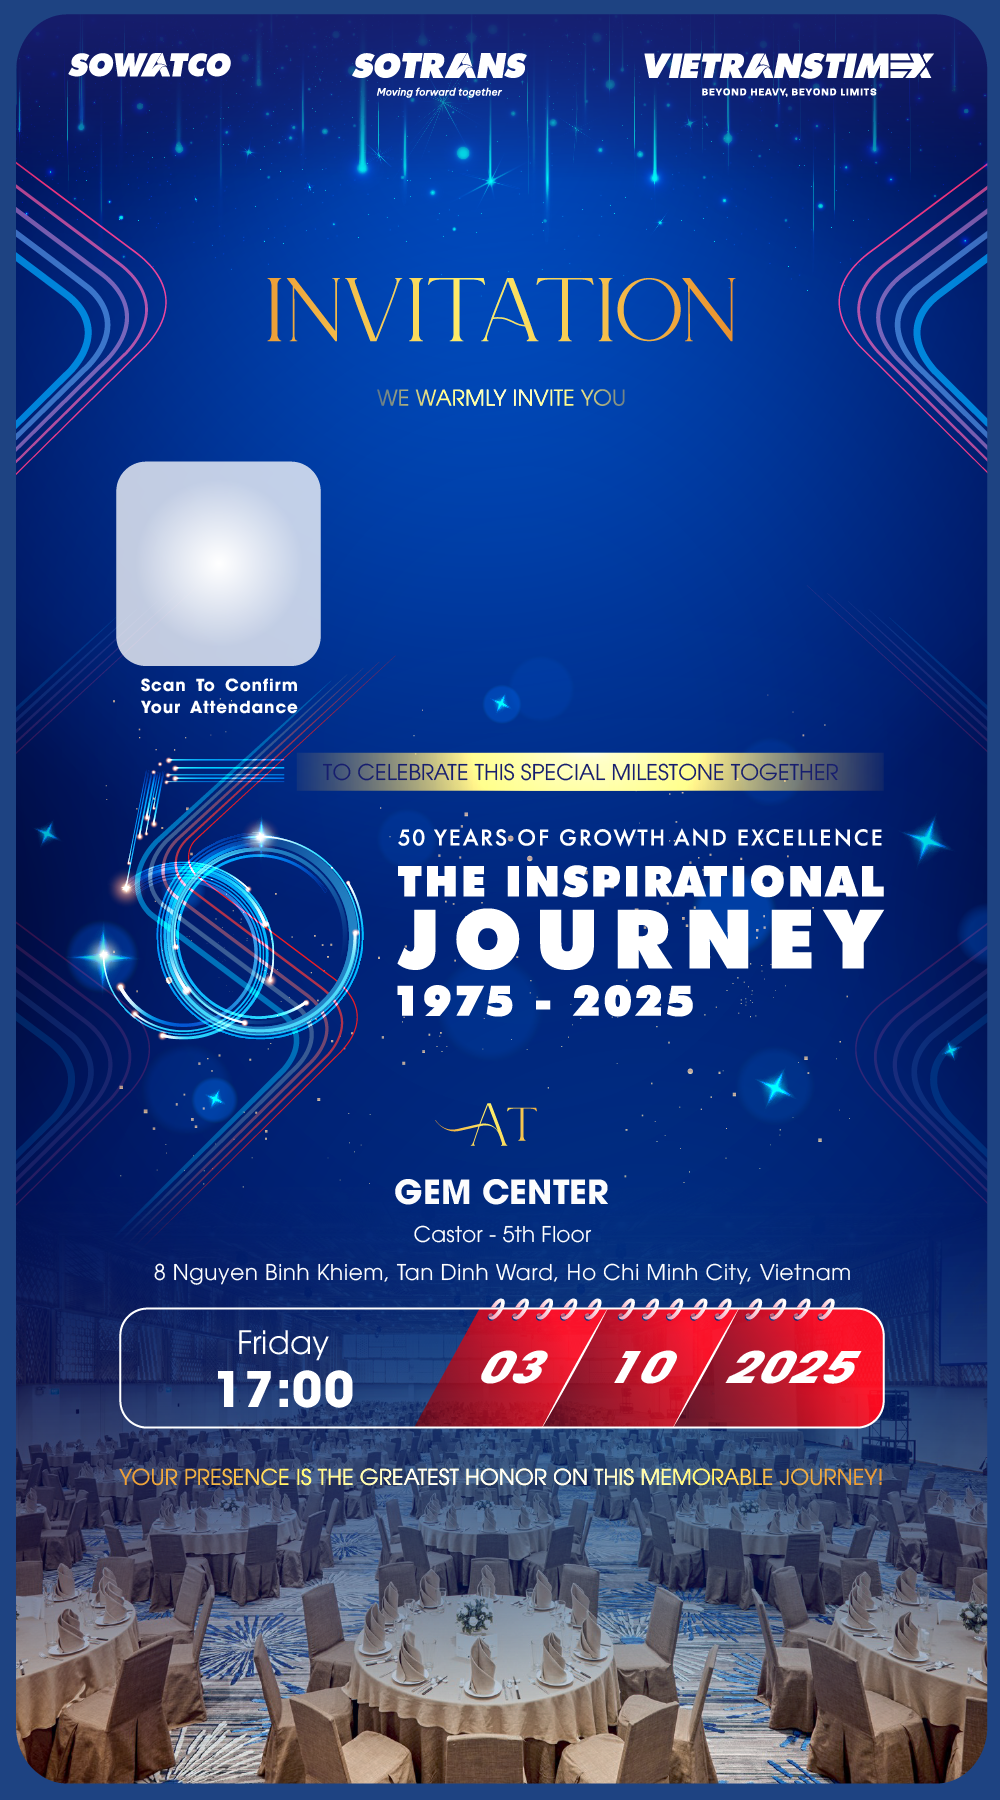 SOWATCO
SOTRANS
Moving forward together
VIETRANSTIMEX
BEYOND HEAVY, BEYOND LIMITS
INVITATION
WE WARMLY INVITE YOU
Scan To Confirm
Your Attendance
TO CELEBRATE THIS SPECIAL MILESTONE TOGETHER
50
50 YEARS OF GROWTH AND EXCELLENCE
THE INSPIRATIONAL
JOURNEY
1975 - 2025
AT
GEM CENTER
Castor - 5th Floor
8 Nguyen Binh Khiem, Tan Dinh Ward, Ho Chi Minh City, Vietnam
Friday
17:00
03 10 2025
YOUR PRESENCE IS THE GREATEST HONOR ON THIS MEMORABLE JOURNEY!